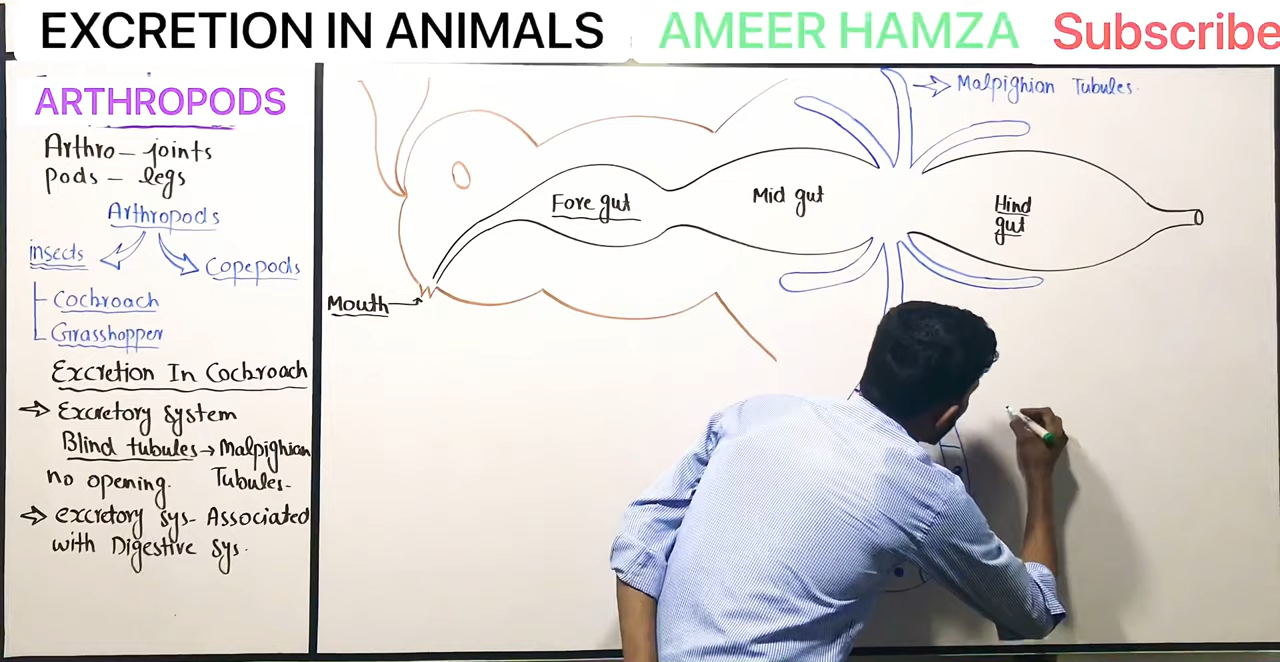 EXCRETION IN ANIMALS AMEER HAMZA Subscribe
ARTHROPODS
Arthro – joints
Pods – legs
Arthropods
insects
Copepods
Cockroach
Grasshopper
Excretion In Cockroach
⇒ Excretory System
Blind tubules → Malpighian
no opening. Tubules-
⇒ excretory sys- Associated
with Digestive sys.
→ Malpighian Tubules.
Fore gut
Mid gut
Hind
gut
Mouth →